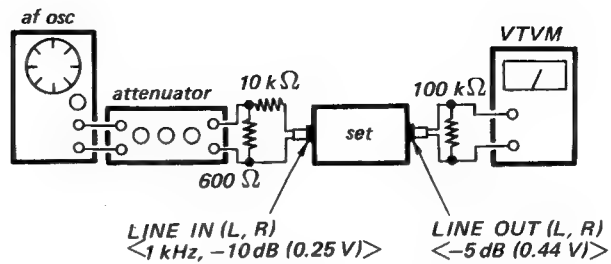 af osc
attenuator
10 kΩ
600 Ω
set
100 kΩ
VTVM
LINE IN (L, R)
<1 kHz, -10 dB (0.25 V)>
LINE OUT (L, R)
<-5 dB (0.44 V)>